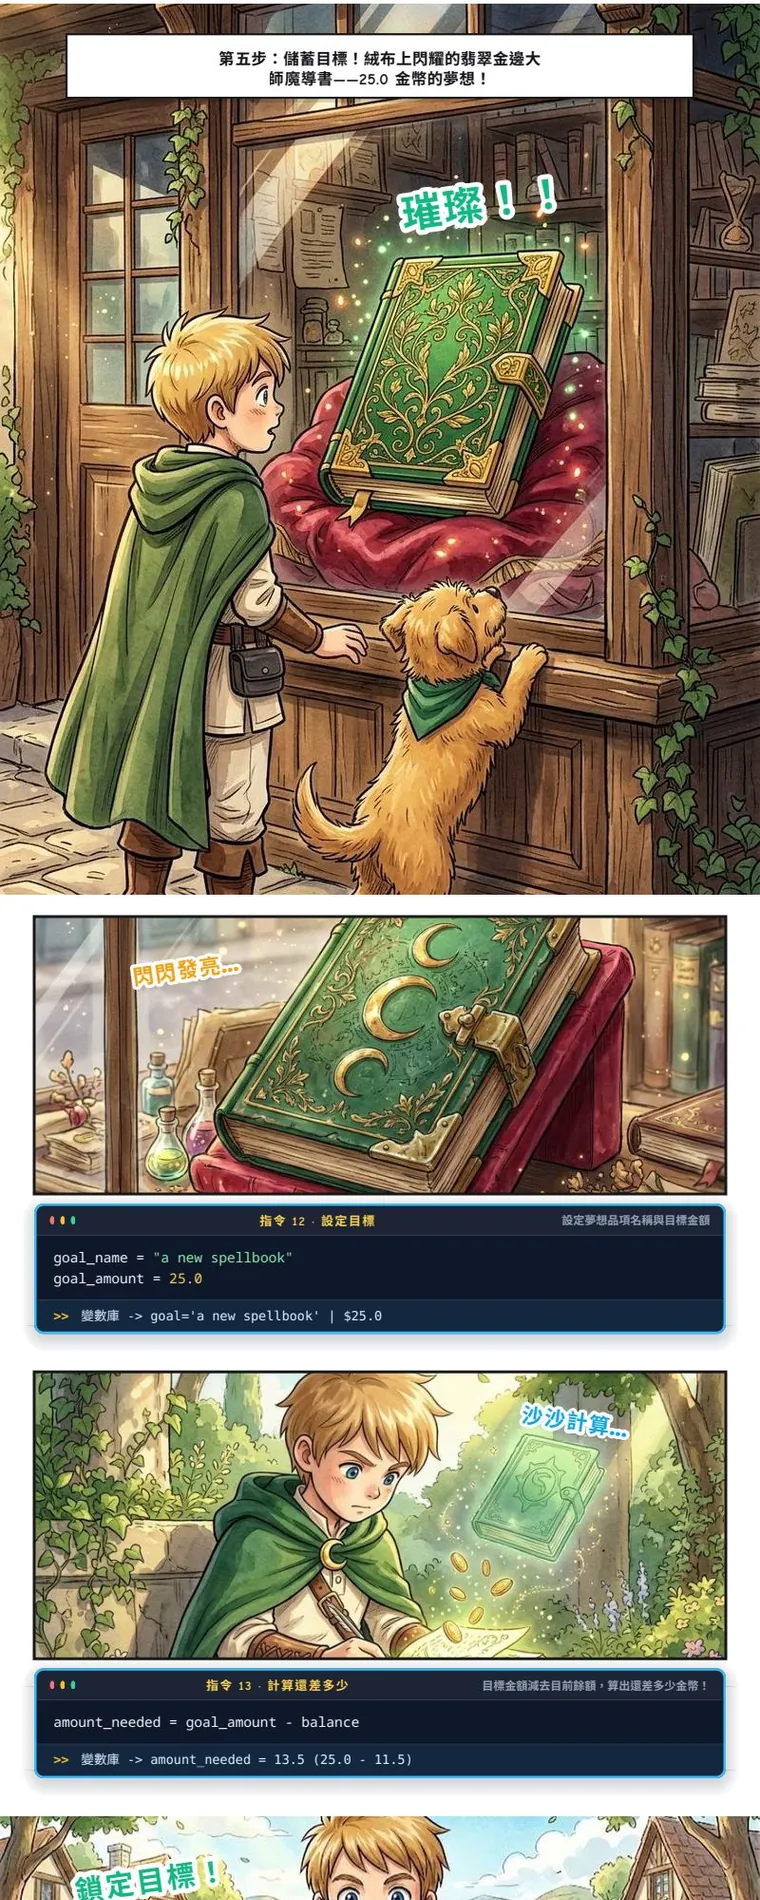 第五步：儲蓄目標！絨布上閃耀的翡翠金邊大
師魔導書——25.0 金幣的夢想！
璀璨！！
閃閃發亮...
指令 12 · 設定目標
設定夢想品項名稱與目標金額
goal_name = "a new spellbook"
goal_amount = 25.0
>> 變數庫 -> goal='a new spellbook' | $25.0
沙沙計算...
指令 13 · 計算還差多少
目標金額減去目前餘額，算出還差多少金幣！
amount_needed = goal_amount - balance
>> 變數庫 -> amount_needed = 13.5 (25.0 - 11.5)
鎖定目標！